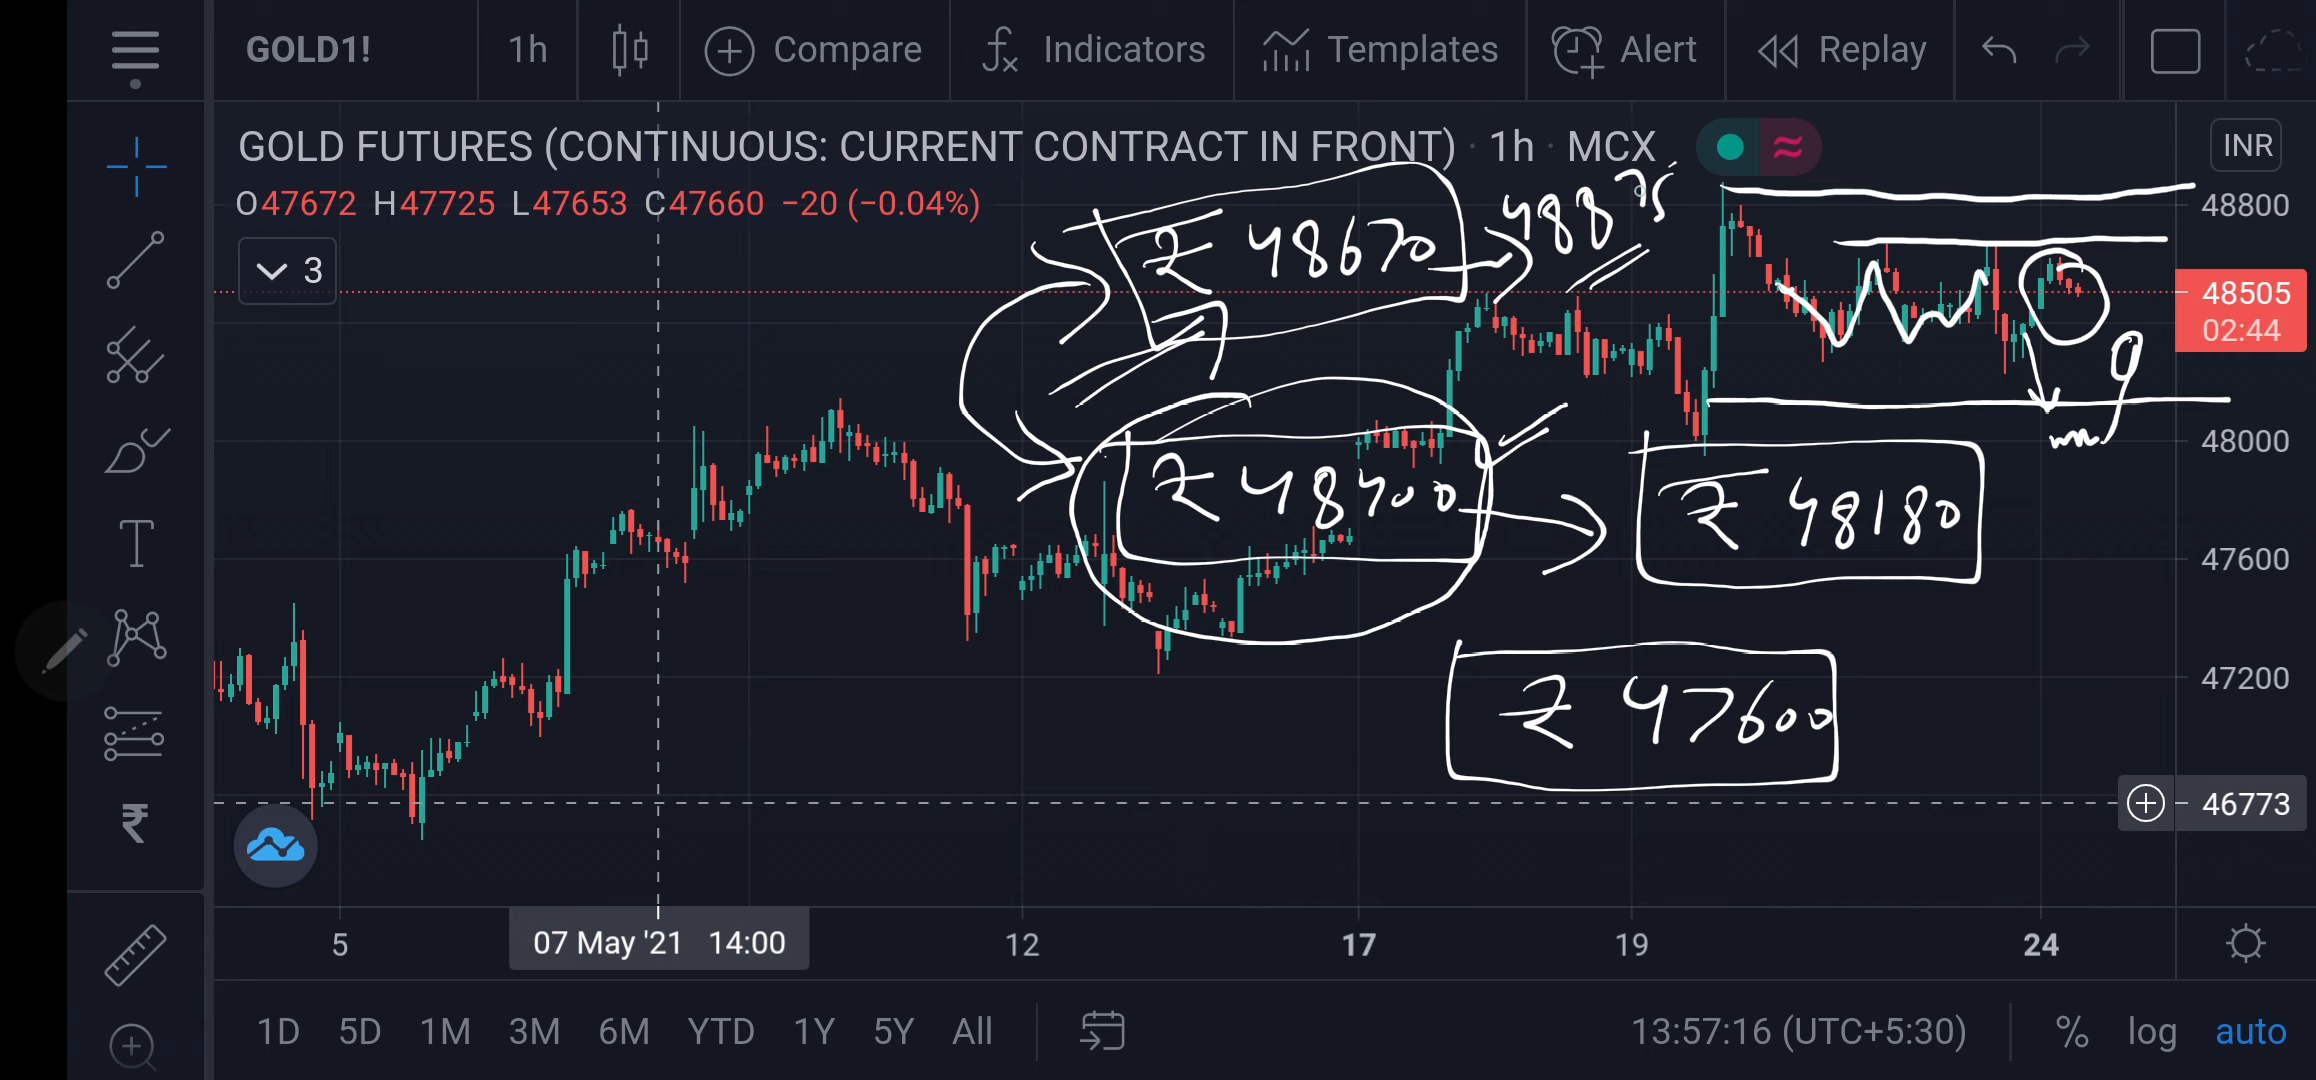 GOLD1! 1h Compare Indicators Templates Alert Replay
GOLD FUTURES (CONTINUOUS: CURRENT CONTRACT IN FRONT) · 1h · MCX INR
O47672 H47725 L47653 C47660 −20 (−0.04%)
3
₹ 48670
48875
48800
48505
02:44
48000
₹ 48400
₹ 48180
47600
47200
₹ 47600
46773
5 07 May '21 14:00 12 17 19 24
1D 5D 1M 3M 6M YTD 1Y 5Y All 13:57:16 (UTC+5:30) % log auto